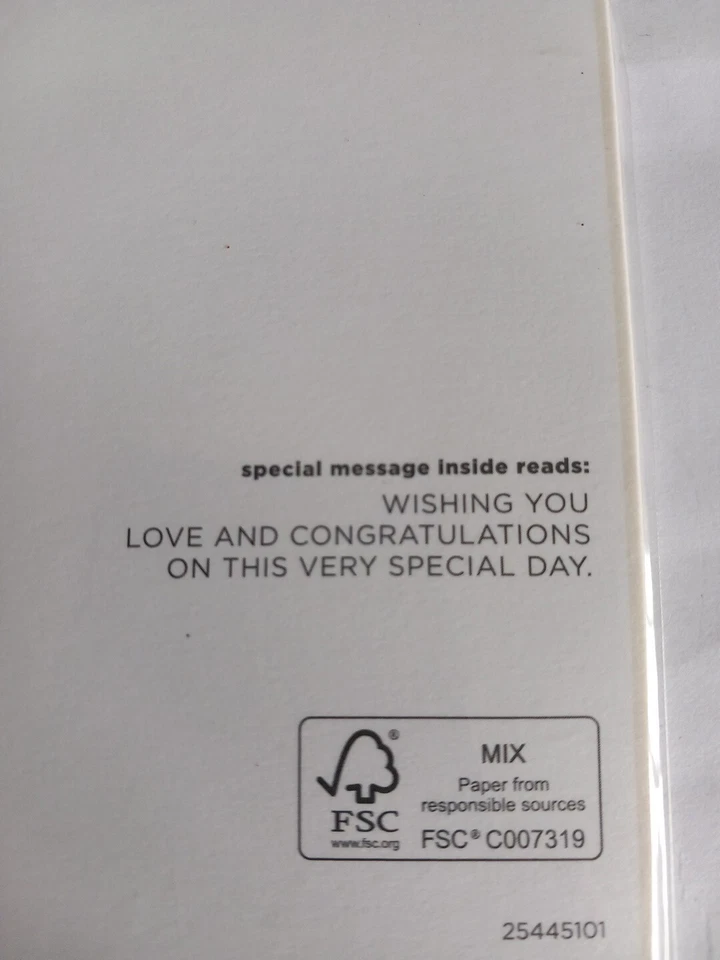 special message inside reads:
WISHING YOU
LOVE AND CONGRATULATIONS
ON THIS VERY SPECIAL DAY.
®
FSC
www.fsc.org
MIX
Paper from
responsible sources
FSC® C007319
25445101